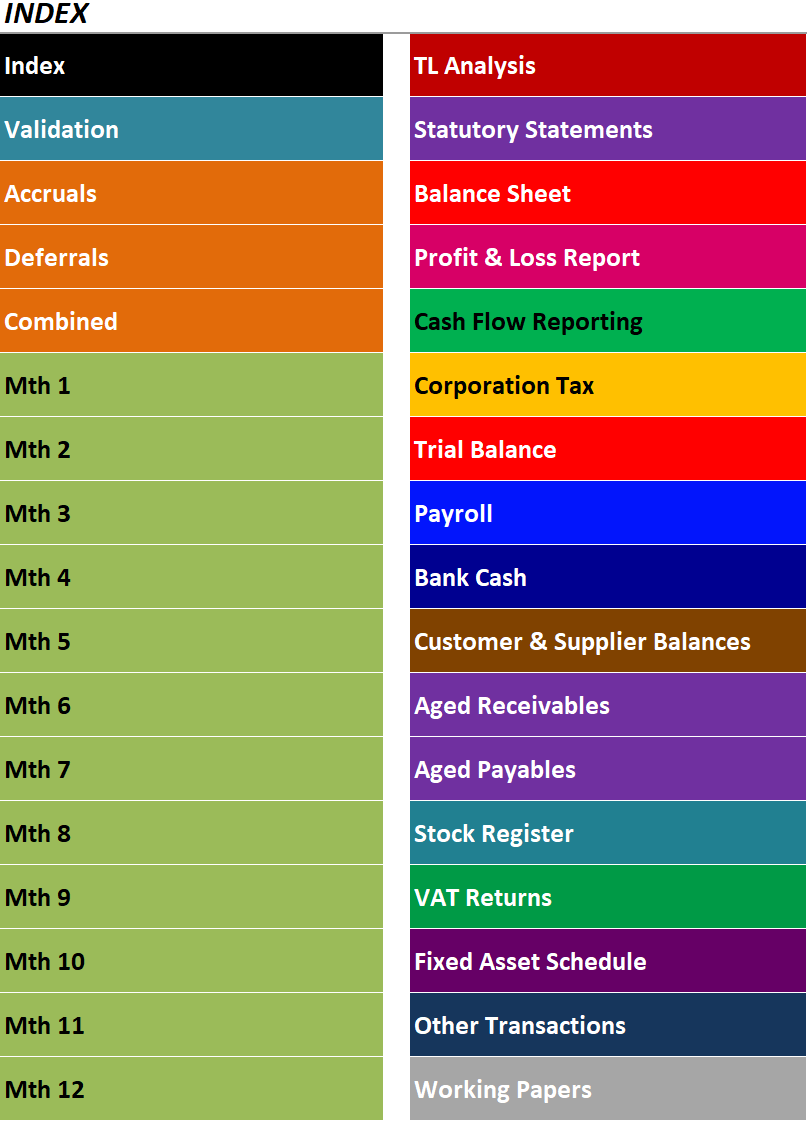 INDEX
Index
Validation
Accruals
Deferrals
Combined
Mth 1
Mth 2
Mth 3
Mth 4
Mth 5
Mth 6
Mth 7
Mth 8
Mth 9
Mth 10
Mth 11
Mth 12
TL Analysis
Statutory Statements
Balance Sheet
Profit & Loss Report
Cash Flow Reporting
Corporation Tax
Trial Balance
Payroll
Bank Cash
Customer & Supplier Balances
Aged Receivables
Aged Payables
Stock Register
VAT Returns
Fixed Asset Schedule
Other Transactions
Working Papers